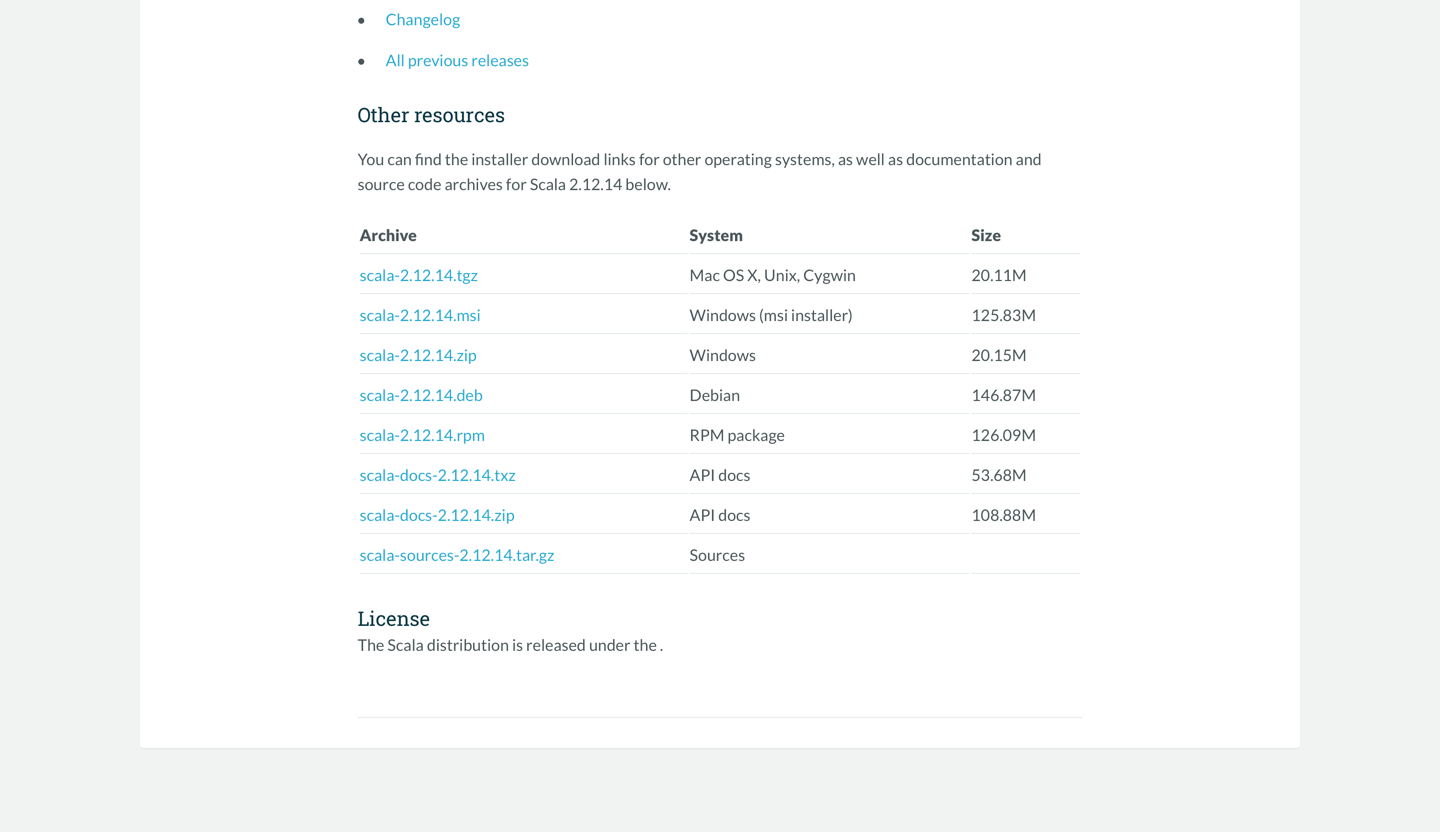 Changelog
All previous releases
Other resources
You can find the installer download links for other operating systems, as well as documentation and
source code archives for Scala 2.12.14 below.
Archive System Size
scala-2.12.14.tgz Mac OS X, Unix, Cygwin 20.11M
scala-2.12.14.msi Windows (msi installer) 125.83M
scala-2.12.14.zip Windows 20.15M
scala-2.12.14.deb Debian 146.87M
scala-2.12.14.rpm RPM package 126.09M
scala-docs-2.12.14.txz API docs 53.68M
scala-docs-2.12.14.zip API docs 108.88M
scala-sources-2.12.14.tar.gz Sources
License
The Scala distribution is released under the .